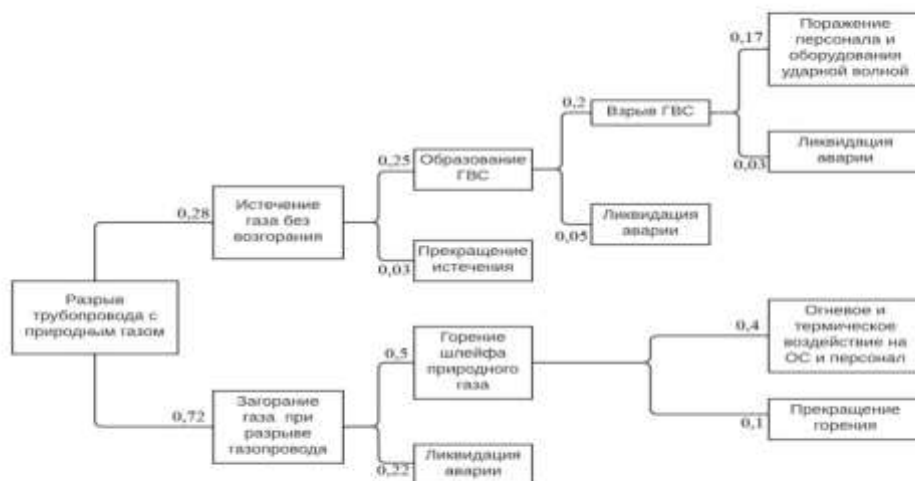 0,17
Поражение
персонала и
оборудования
ударной волной
0,2
Взрыв ГВС
0,03
Ликвидация
аварии
0,25
Образование
ГВС
0,05
Ликвидация
аварии
0,28
Истечение
газа без
возгорания
0,03
Прекращение
истечения
Разрыв
трубопровода с
природным газом
0,72
Загорание
газа при
разрыве
газопровода
0,5
Горение
шлейфа
природного
газа
0,22
Ликвидация
аварии
0,4
Огневое и
термическое
воздействие на
ОС и персонал
0,1
Прекращение
горения